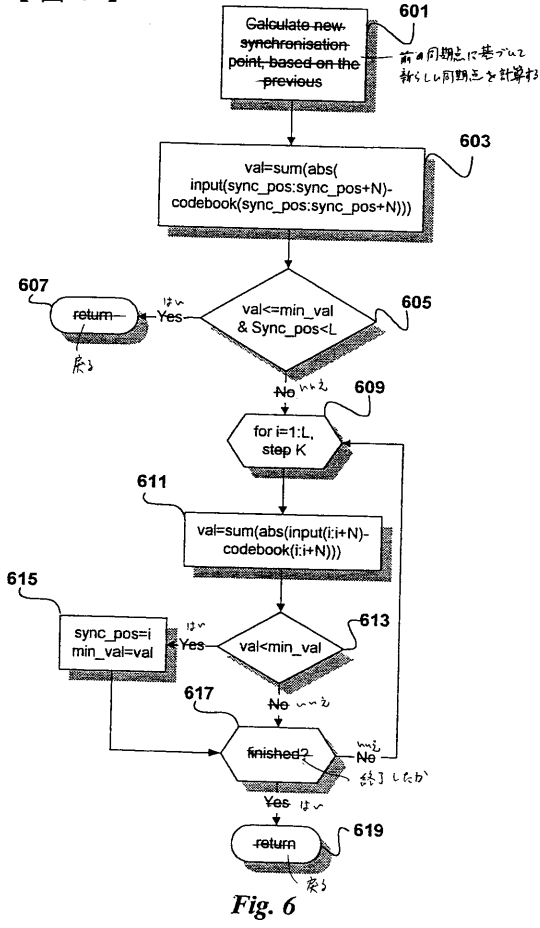 601
Calculate new
synchronisation
point, based on the
previous
前の同期点に基づいて
新らしい同期点を計算する
603
val=sum(abs(
input(sync_pos:sync_pos+N)-
codebook(sync_pos:sync_pos+N)))
605
val<=min_val
& Sync_pos<L
はい
Yes
607
return
戻る
No いいえ
609
for i=1:L,
step K
611
val=sum(abs(input(i:i+N)-
codebook(i:i+N)))
613
val<min_val
はい
Yes
615
sync_pos=i
min_val=val
No いいえ
617
finished?
終了したか
いいえ
No
Yes はい
619
return
戻る
Fig. 6